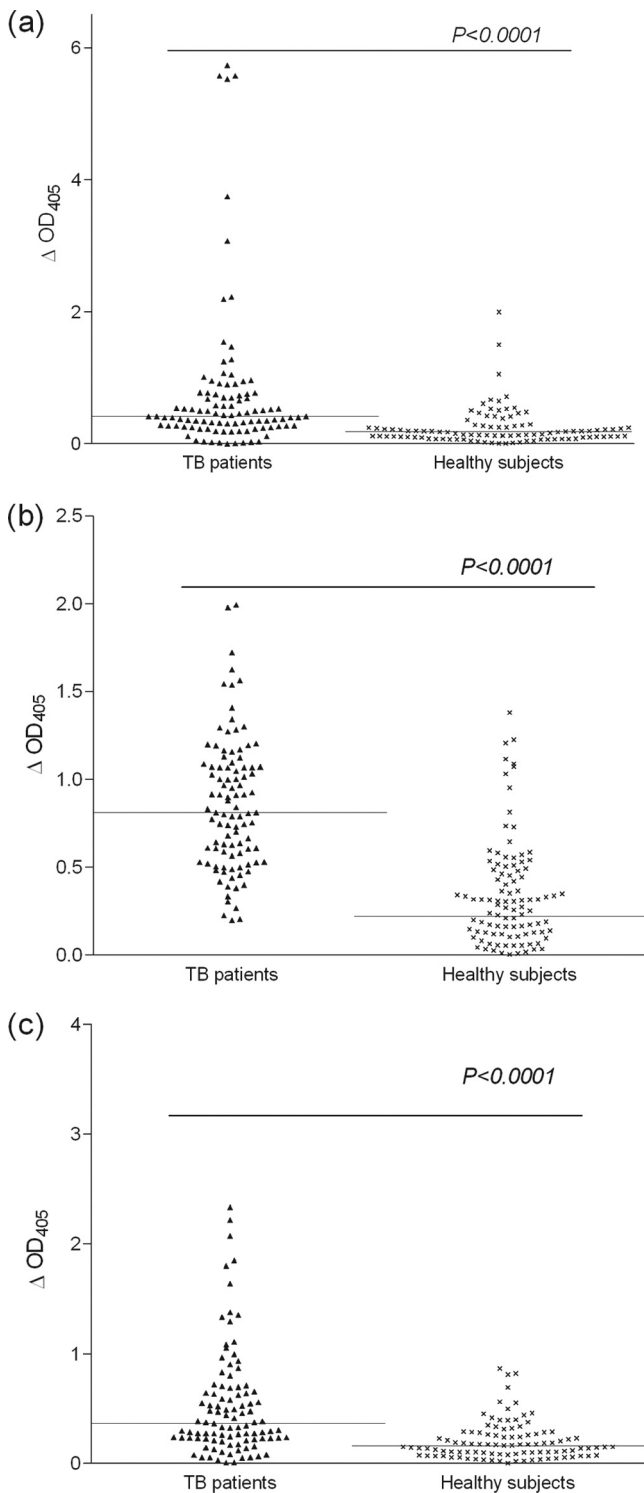 (a)
P<0.0001
6
4
2
0
Δ OD405
TB patients Healthy subjects
(b)
P<0.0001
2.5
2.0
1.5
1.0
0.5
0.0
Δ OD405
TB patients Healthy subjects
(c)
P<0.0001
4
3
2
1
0
Δ OD405
TB patients Healthy subjects